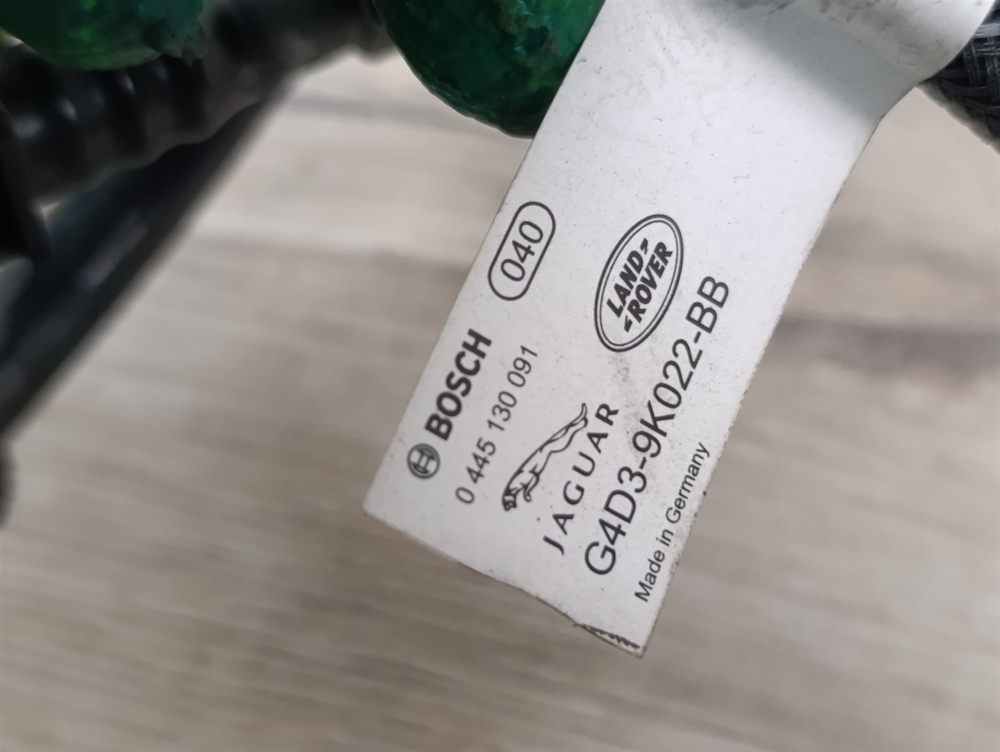 040
BOSCH
0 445 130 091
LAND
ROVER
JAGUAR
G4D3-9K022-BB
Made in Germany